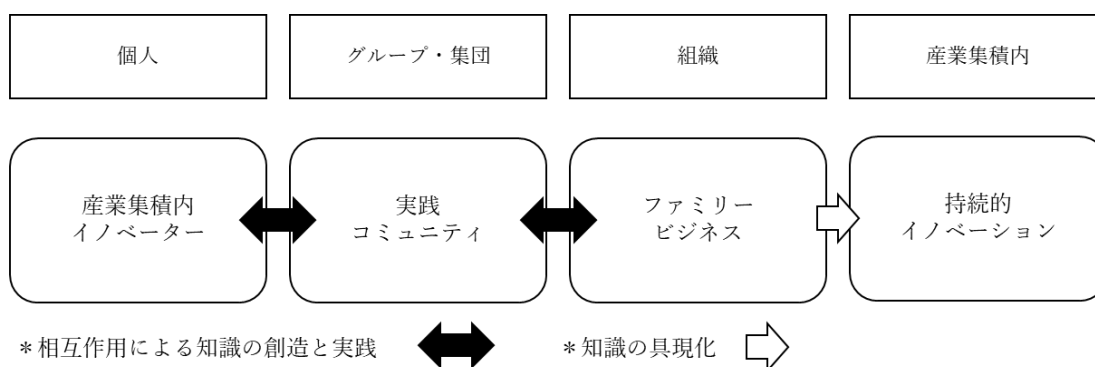 個人
グループ・集団
組織
産業集積内
産業集積内
イノベーター
実践
コミュニティ
ファミリー
ビジネス
持続的
イノベーション
＊相互作用による知識の創造と実践
＊知識の具現化